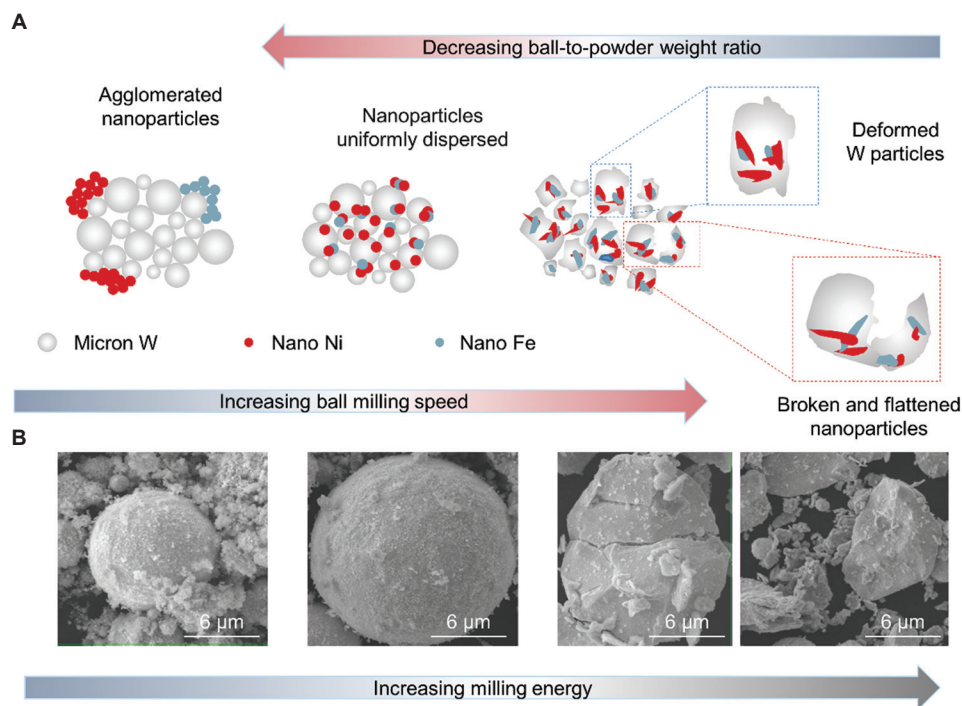 A
Decreasing ball-to-powder weight ratio
Agglomerated
nanoparticles
Nanoparticles
uniformly dispersed
Deformed
W particles
Micron W
Nano Ni
Nano Fe
Increasing ball milling speed
Broken and flattened
nanoparticles
B
6 μm
6 μm
6 μm
6 μm
Increasing milling energy